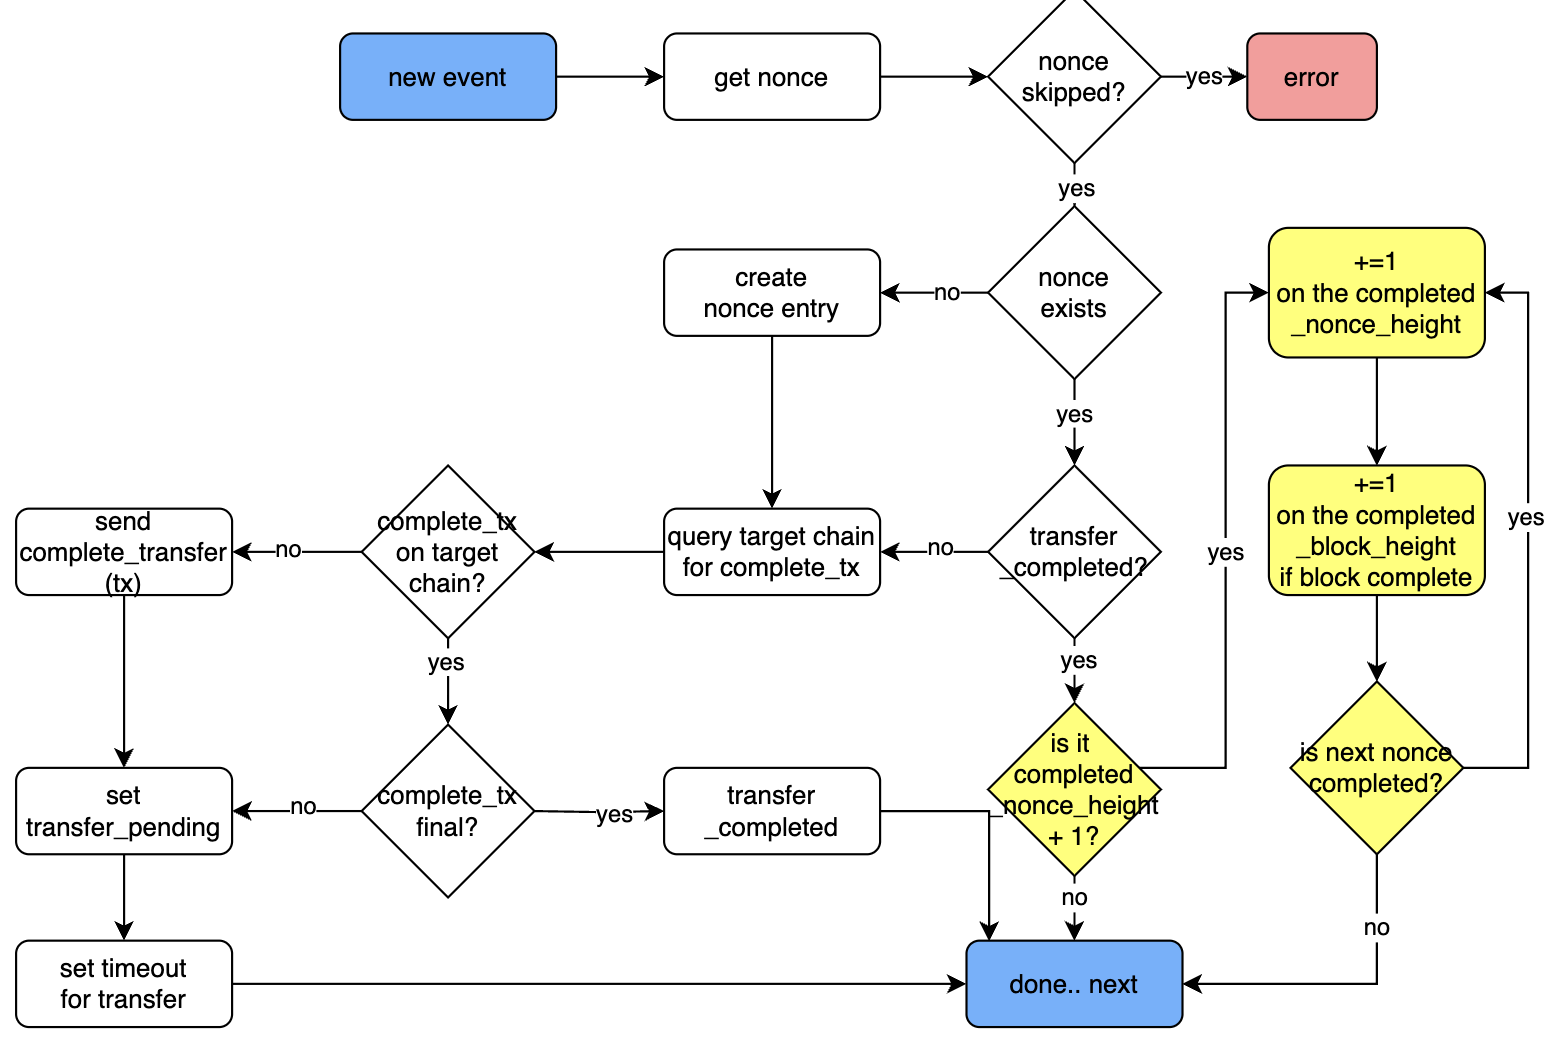 new event
get nonce
nonce
skipped?
yes
error
yes
create
nonce entry
no
nonce
exists
+=1
on the completed
_nonce_height
yes
send
complete_transfer
(tx)
no
complete_tx
on target
chain?
query target chain
for complete_tx
no
transfer
_completed?
yes
+=1
on the completed
_block_height
if block complete
yes
yes
yes
set
transfer_pending
no
complete_tx
final?
yes
transfer
_completed
is it
completed
_nonce_height
+ 1?
is next nonce
completed?
no
no
set timeout
for transfer
done.. next